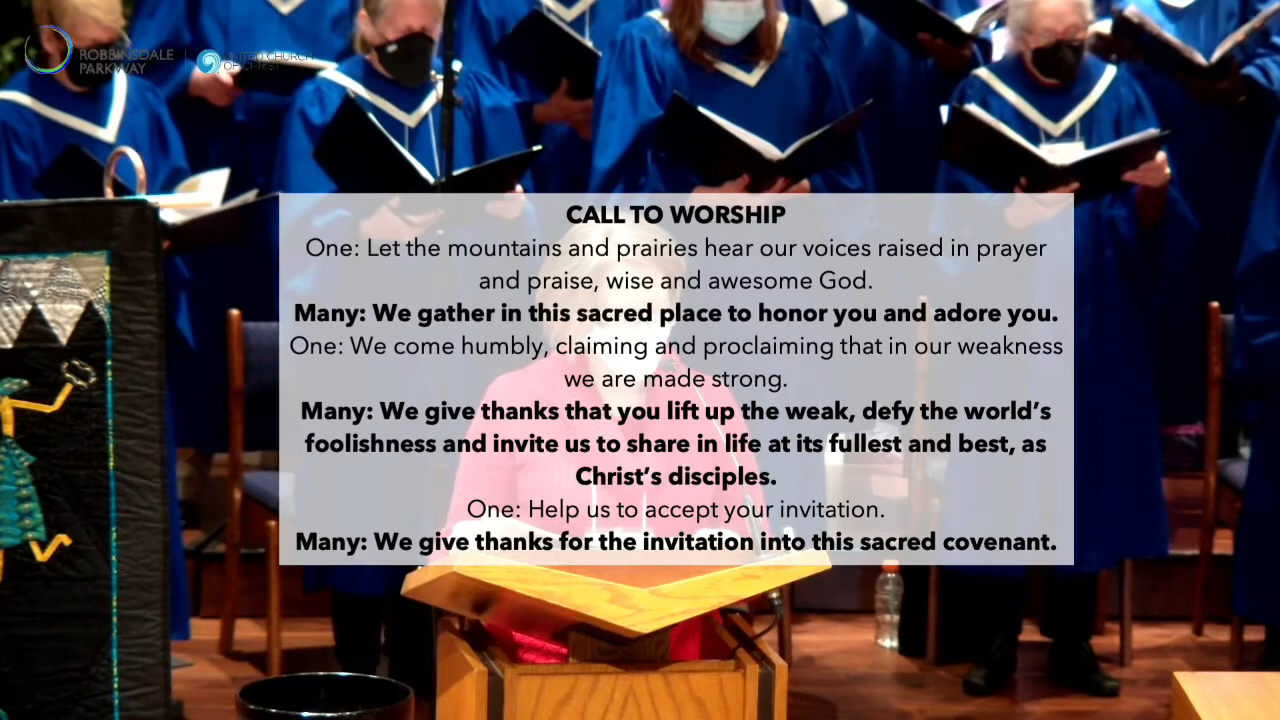 ROBBINSDALE
PARKWAY
UNITED CHURCH
OF CHRIST
CALL TO WORSHIP
One: Let the mountains and prairies hear our voices raised in prayer
and praise, wise and awesome God.
Many: We gather in this sacred place to honor you and adore you.
One: We come humbly, claiming and proclaiming that in our weakness
we are made strong.
Many: We give thanks that you lift up the weak, defy the world’s
foolishness and invite us to share in life at its fullest and best, as
Christ’s disciples.
One: Help us to accept your invitation.
Many: We give thanks for the invitation into this sacred covenant.